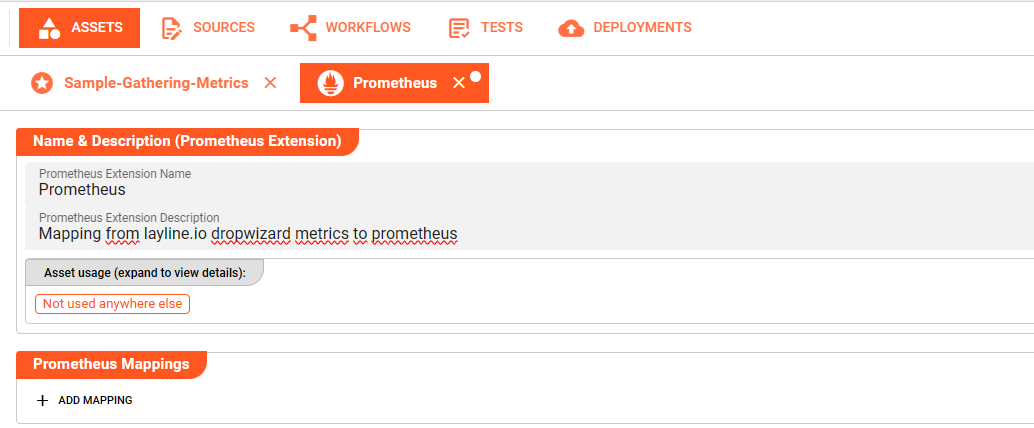 ASSETS SOURCES WORKFLOWS TESTS DEPLOYMENTS
Sample-Gathering-Metrics Prometheus
Name & Description (Prometheus Extension)
Prometheus Extension Name
Prometheus
Prometheus Extension Description
Mapping from layline.io dropwizard metrics to prometheus
Asset usage (expand to view details):
Not used anywhere else
Prometheus Mappings
+ ADD MAPPING